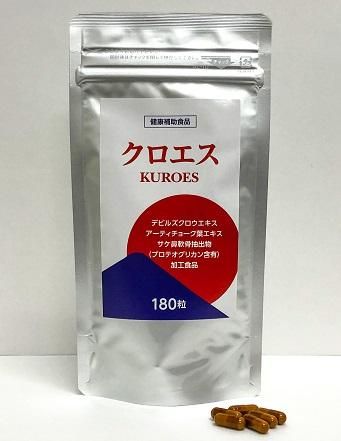 健康補助食品
クロエス
KUROES
デビルズクロウエキス
アーティチョーク葉エキス
サケ鼻軟骨抽出物
(プロテオグリカン含有)
加工食品
180粒